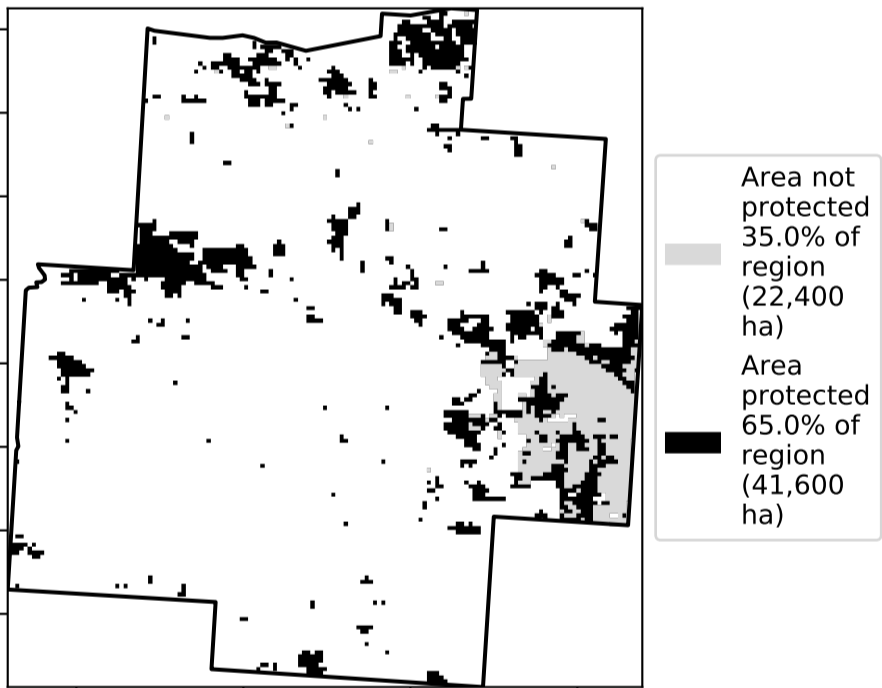 Area not
protected
35.0% of
region
(22,400
ha)
Area
protected
65.0% of
region
(41,600
ha)